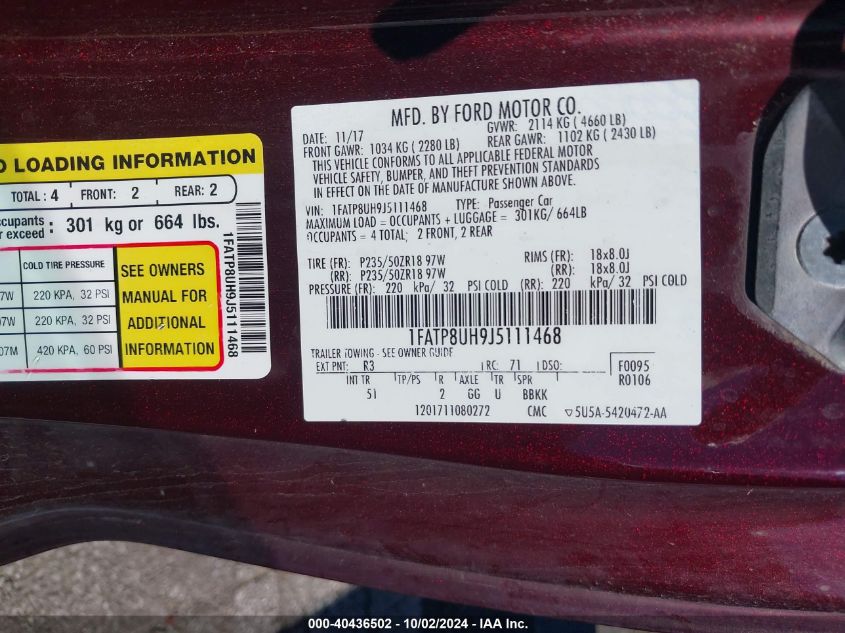 O LOADING INFORMATION
TOTAL: 4 FRONT: 2 REAR: 2
ccupants
r exceed : 301 kg or 664 lbs.
COLD TIRE PRESSURE
7W 220 KPA, 32 PSI
97W 220 KPA, 32 PSI
07M 420 KPA, 60 PSI
SEE OWNERS
MANUAL FOR
ADDITIONAL
INFORMATION
1FATP8UH9J5111468
MFD. BY FORD MOTOR CO.
DATE: 11/17 GVWR: 2114 KG ( 4660 LB)
FRONT GAWR: 1034 KG ( 2280 LB) REAR GAWR: 1102 KG ( 2430 LB)
THIS VEHICLE CONFORMS TO ALL APPLICABLE FEDERAL MOTOR
VEHICLE SAFETY, BUMPER, AND THEFT PREVENTION STANDARDS
IN EFFECT ON THE DATE OF MANUFACTURE SHOWN ABOVE.
VIN: 1FATP8UH9J5111468 TYPE: Passenger Car
MAXIMUM LOAD = OCCUPANTS + LUGGAGE = 301KG/ 664LB
OCCUPANTS = 4 TOTAL; 2 FRONT, 2 REAR
TIRE (FR): P235/50ZR18 97W RIMS (FR): 18x8.0J
(RR): P235/50ZR18 97W (RR): 18x8.0J
PRESSURE (FR): 220 kPa/ 32 PSI COLD (RR): 220 kPa/ 32 PSI COLD
1FATP8UH9J5111468
TRAILER TOWING - SEE OWNER GUIDE
EXT PNT: R3 RC: 71 DSO: F0095
INT TR TP/PS R AXLE TR SPR R0106
51 2 GG U BBKK
1201711080272 CMC 5U5A-5420472-AA
000-40436502 - 10/02/2024 - IAA Inc.